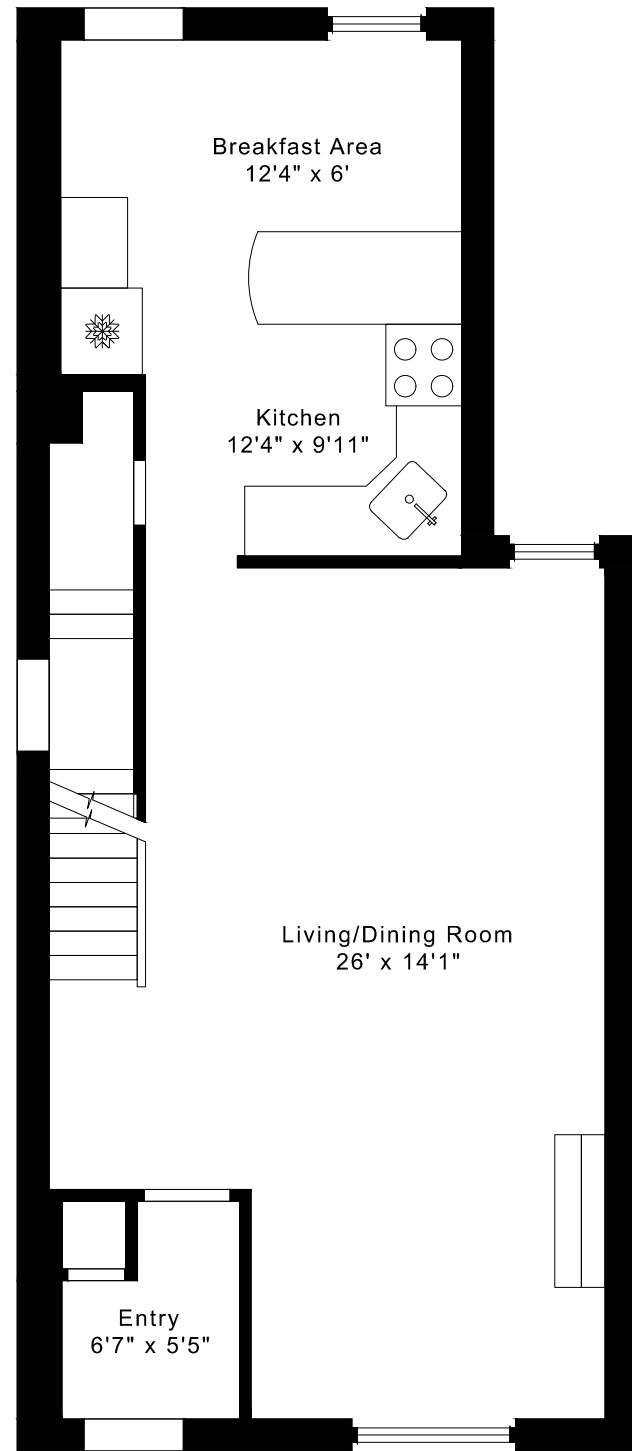 Breakfast Area
12'4" x 6'
Kitchen
12'4" x 9'11"
Living/Dining Room
26' x 14'1"
Entry
6'7" x 5'5"